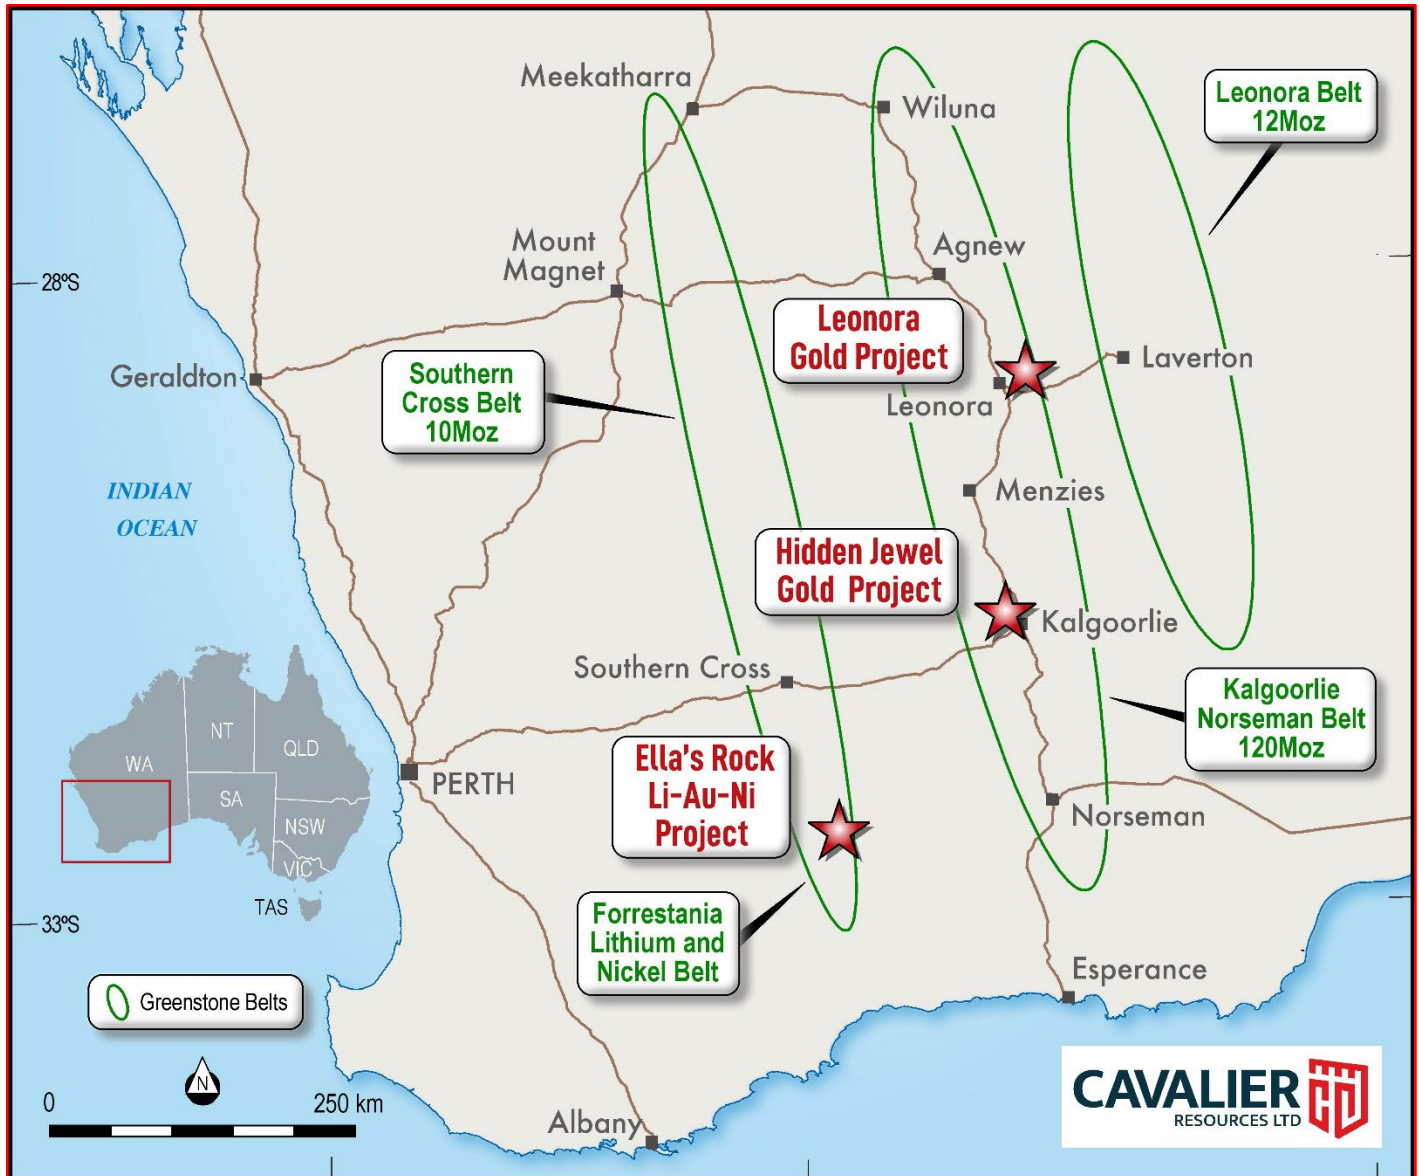 Meekatharra
Wiluna
Leonora Belt
12Moz
Mount
Magnet
Agnew
28ºS
Leonora
Gold Project
Laverton
Geraldton
Southern
Cross Belt
10Moz
Leonora
INDIAN
OCEAN
Menzies
Hidden Jewel
Gold Project
Kalgoorlie
Southern Cross
Kalgoorlie
Norseman Belt
120Moz
NT
QLD
WA
SA
NSW
VIC
TAS
PERTH
Ella's Rock
Li-Au-Ni
Project
Norseman
33ºS
Forrestania
Lithium and
Nickel Belt
Esperance
Greenstone Belts
N
0 250 km
Albany
CAVALIER
RESOURCES LTD